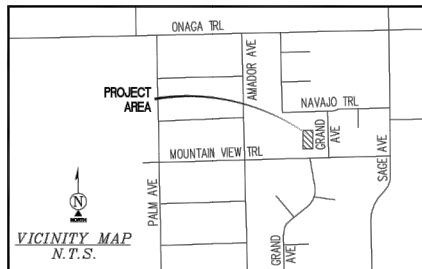 ONAGA TRL
AMADOR AVE
PROJECT
AREA
NAVAJO TRL
GRAND
AVE
MOUNTAIN VIEW TRL
SAGE AVE
PALM AVE
N
NORTH
GRAND
AVE
VICINITY MAP
N.T.S.